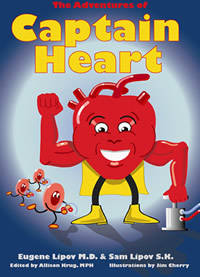 The Adventures of
Captain
Heart
Eugene Lipov M.D. & Sam Lipov S.K.
Edited by Allison Krug, MPH Illustrations by Jim Cherry